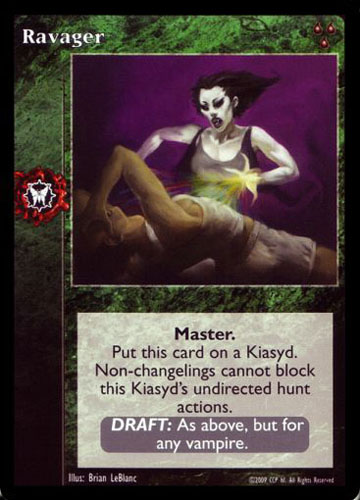 Ravager
Master.
Put this card on a Kiasyd.
Non-changelings cannot block
this Kiasyd's undirected hunt
actions.
DRAFT: As above, but for
any vampire.
Illus: Brian LeBlanc
©2009 CCP hf. All Rights Reserved